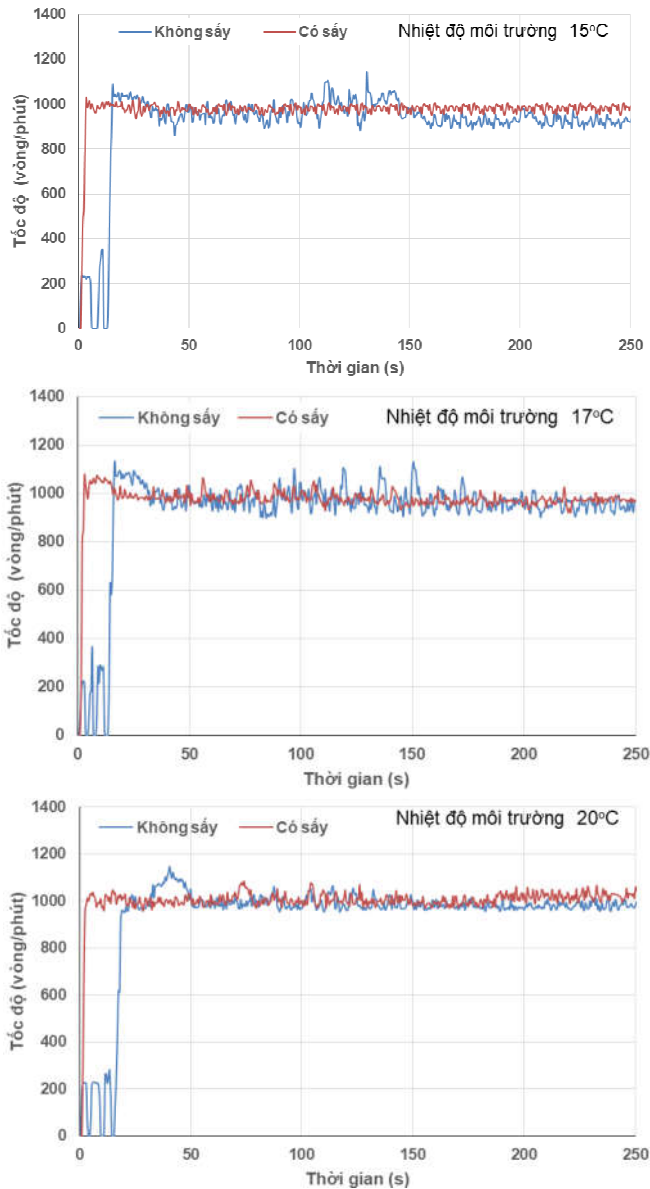 1400
Không sấy
Có sấy
Nhiệt độ môi trường 15°C
1200
1000
800
600
400
200
0
Tốc độ (vòng/phút)
0
50
100
150
200
250
Thời gian (s)
1400
Không sấy
Có sấy
Nhiệt độ môi trường 17°C
1200
1000
800
600
400
200
0
Tốc độ (vòng/phút)
0
50
100
150
200
250
Thời gian (s)
1400
Không sấy
Có sấy
Nhiệt độ môi trường 20°C
1200
1000
800
600
400
200
0
Tốc độ (vòng/phút)
0
50
100
150
200
250
Thời gian (s)